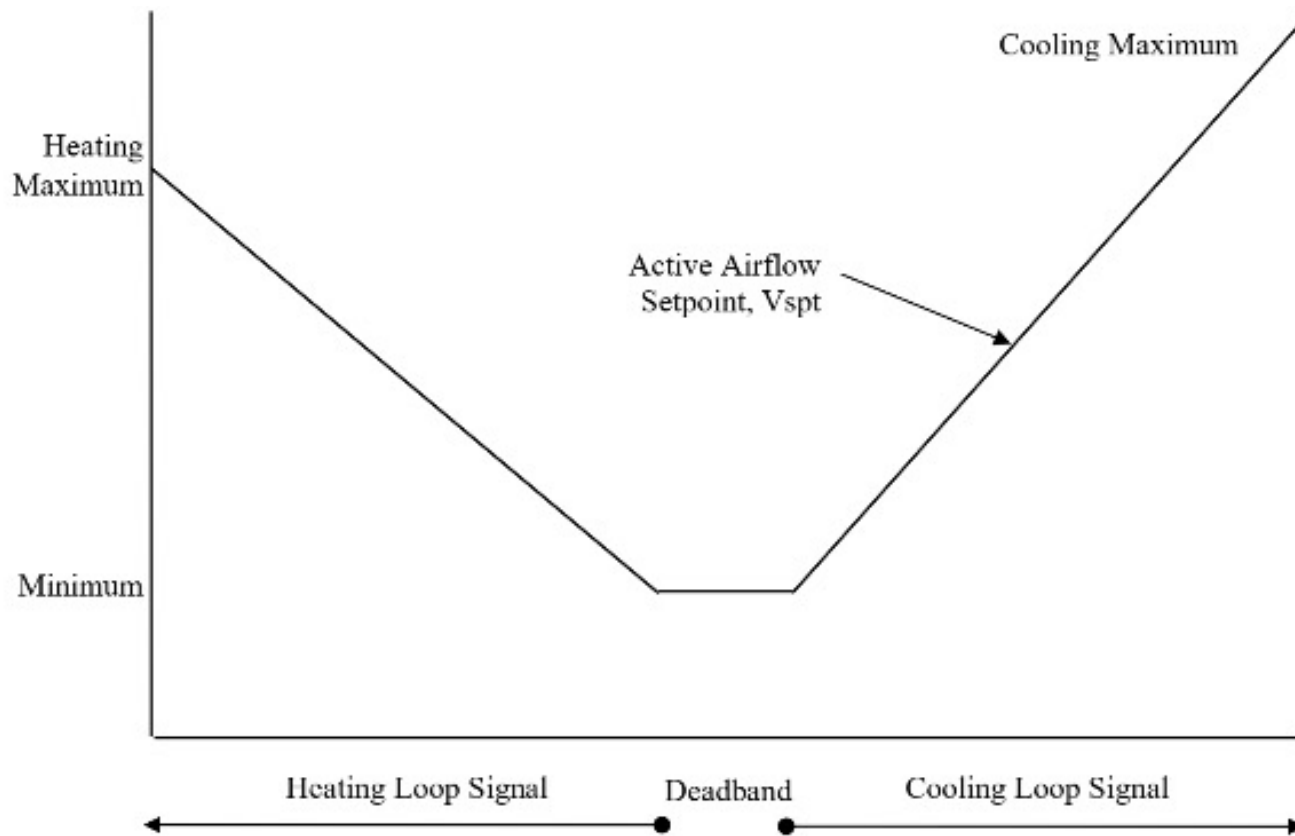 Cooling Maximum
Heating
Maximum
Active Airflow
Setpoint, Vspt
Minimum
Heating Loop Signal
Deadband
Cooling Loop Signal